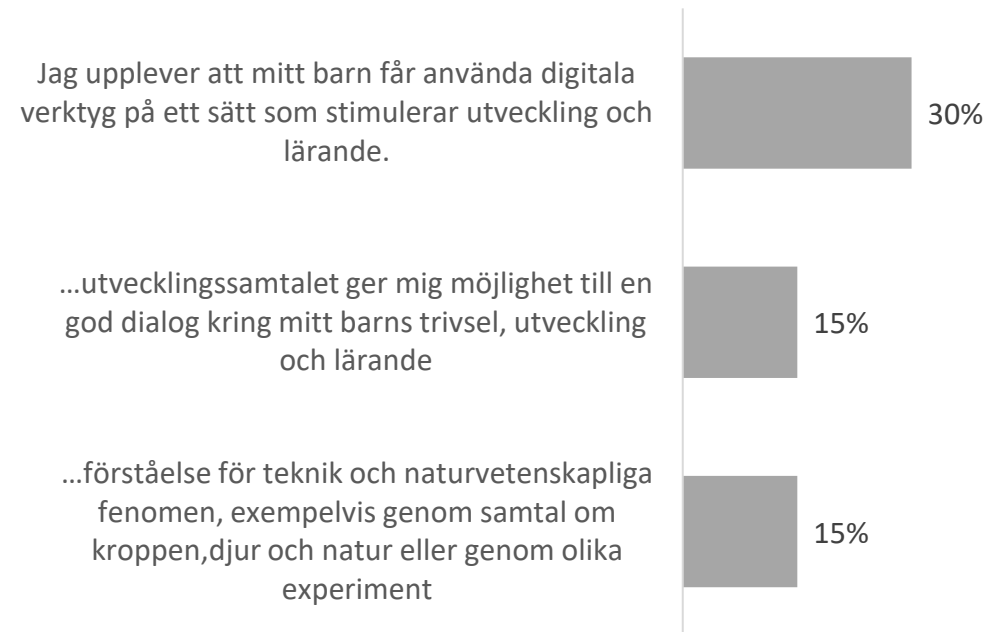 Jag upplever att mitt barn får använda digitala
verktyg på ett sätt som stimulerar utveckling och
lärande.
30%
…utvecklingssamtalet ger mig möjlighet till en
god dialog kring mitt barns trivsel, utveckling
och lärande
15%
…förståelse för teknik och naturvetenskapliga
fenomen, exempelvis genom samtal om
kroppen,djur och natur eller genom olika
experiment
15%